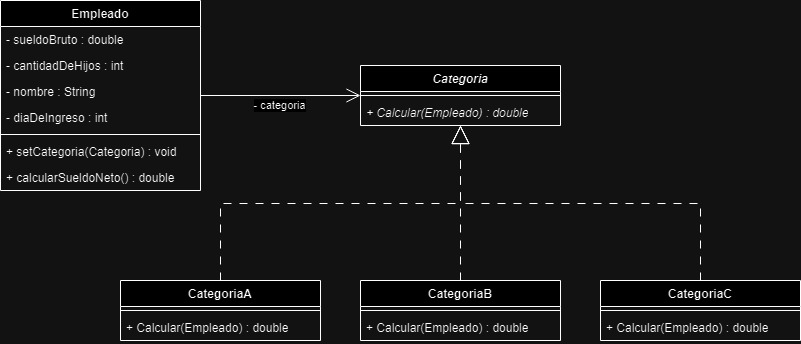 Empleado
- sueldoBruto : double
- cantidadDeHijos : int
- nombre : String
- diaDeIngreso : int
+ setCategoria(Categoria) : void
+ calcularSueldoNeto() : double
- categoria
Categoria
+ Calcular(Empleado) : double
CategoriaA
+ Calcular(Empleado) : double
CategoriaB
+ Calcular(Empleado) : double
CategoriaC
+ Calcular(Empleado) : double